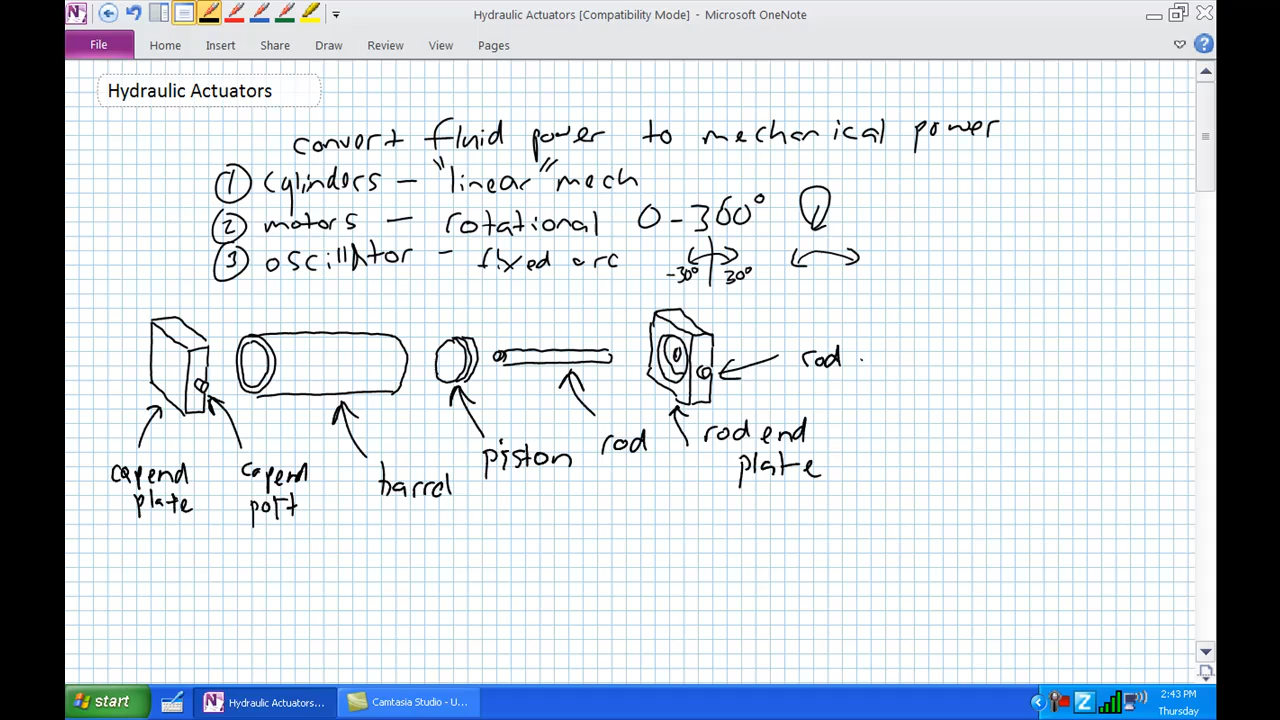 Hydraulic Actuators [Compatibility Mode] - Microsoft OneNote
File Home Insert Share Draw Review View Pages
Hydraulic Actuators
convert fluid power to mechanical power
① cylinders - "linear" mech
② motors - rotational 0-360°
③ oscillator - fixed arc
-30° 30°
rod
capend plate
capend port
barrel
piston
rod
rod end plate
start Hydraulic Actuators... Camtasia Studio - U... 2:43 PM
Thursday